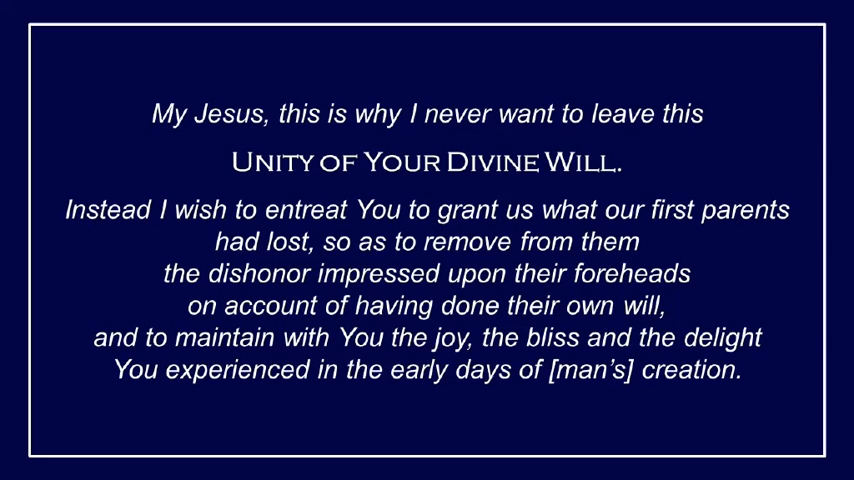 My Jesus, this is why I never want to leave this
UNITY OF YOUR DIVINE WILL.
Instead I wish to entreat You to grant us what our first parents
had lost, so as to remove from them
the dishonor impressed upon their foreheads
on account of having done their own will,
and to maintain with You the joy, the bliss and the delight
You experienced in the early days of [man's] creation.